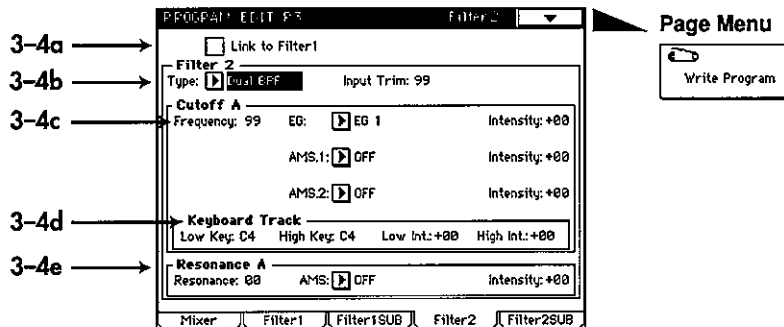 PROGRAM EDIT P3 Filter2
Page Menu
Write Program
3-4a
Link to Filter1
Filter 2
3-4b
Type: Dual BPF Input Trim: 99
Cutoff A
3-4c
Frequency: 99 EG: EG 1 Intensity: +00
AMS.1: OFF Intensity: +00
AMS.2: OFF Intensity: +00
3-4d
Keyboard Track
Low Key: C4 High Key: C4 Low Int.: +00 High Int.: +00
3-4e
Resonance A
Resonance: 00 AMS: OFF Intensity: +00
Mixer Filter1 Filter1SUB Filter2 Filter2SUB